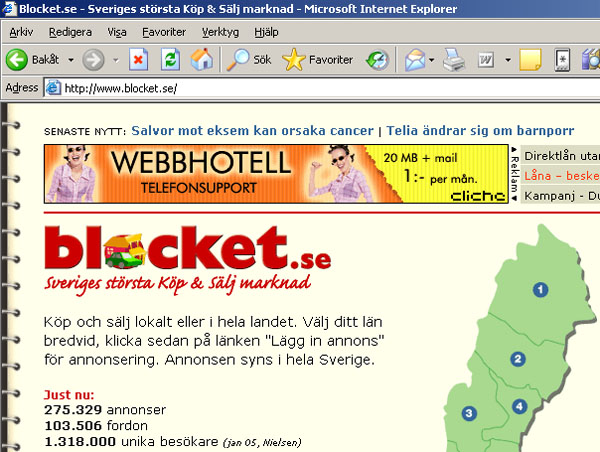 Blocket.se - Sveriges största Köp & Sälj marknad - Microsoft Internet Explorer
Arkiv Redigera Visa Favoriter Verktyg Hjälp
Bakåt Sök Favoriter W
Adress http://www.blocket.se/
SENASTE NYTT: Salvor mot eksem kan orsaka cancer | Telia ändrar sig om barnporr
WEBBHOTELL
TELEFONSUPPORT
20 MB + mail
1:- per mån.
cliche
Reklam
Direktlån utan
Låna - beske
Kampanj - Du
blocket.se
Sveriges största Köp & Sälj marknad
Köp och sälj lokalt eller i hela landet. Välj ditt län
bredvid, klicka sedan på länken "Lägg in annons"
för annonsering. Annonsen syns i hela Sverige.
Just nu:
275.329 annonser
103.506 fordon
1.318.000 unika besökare (jan 05, Nielsen)
1
2
3 4